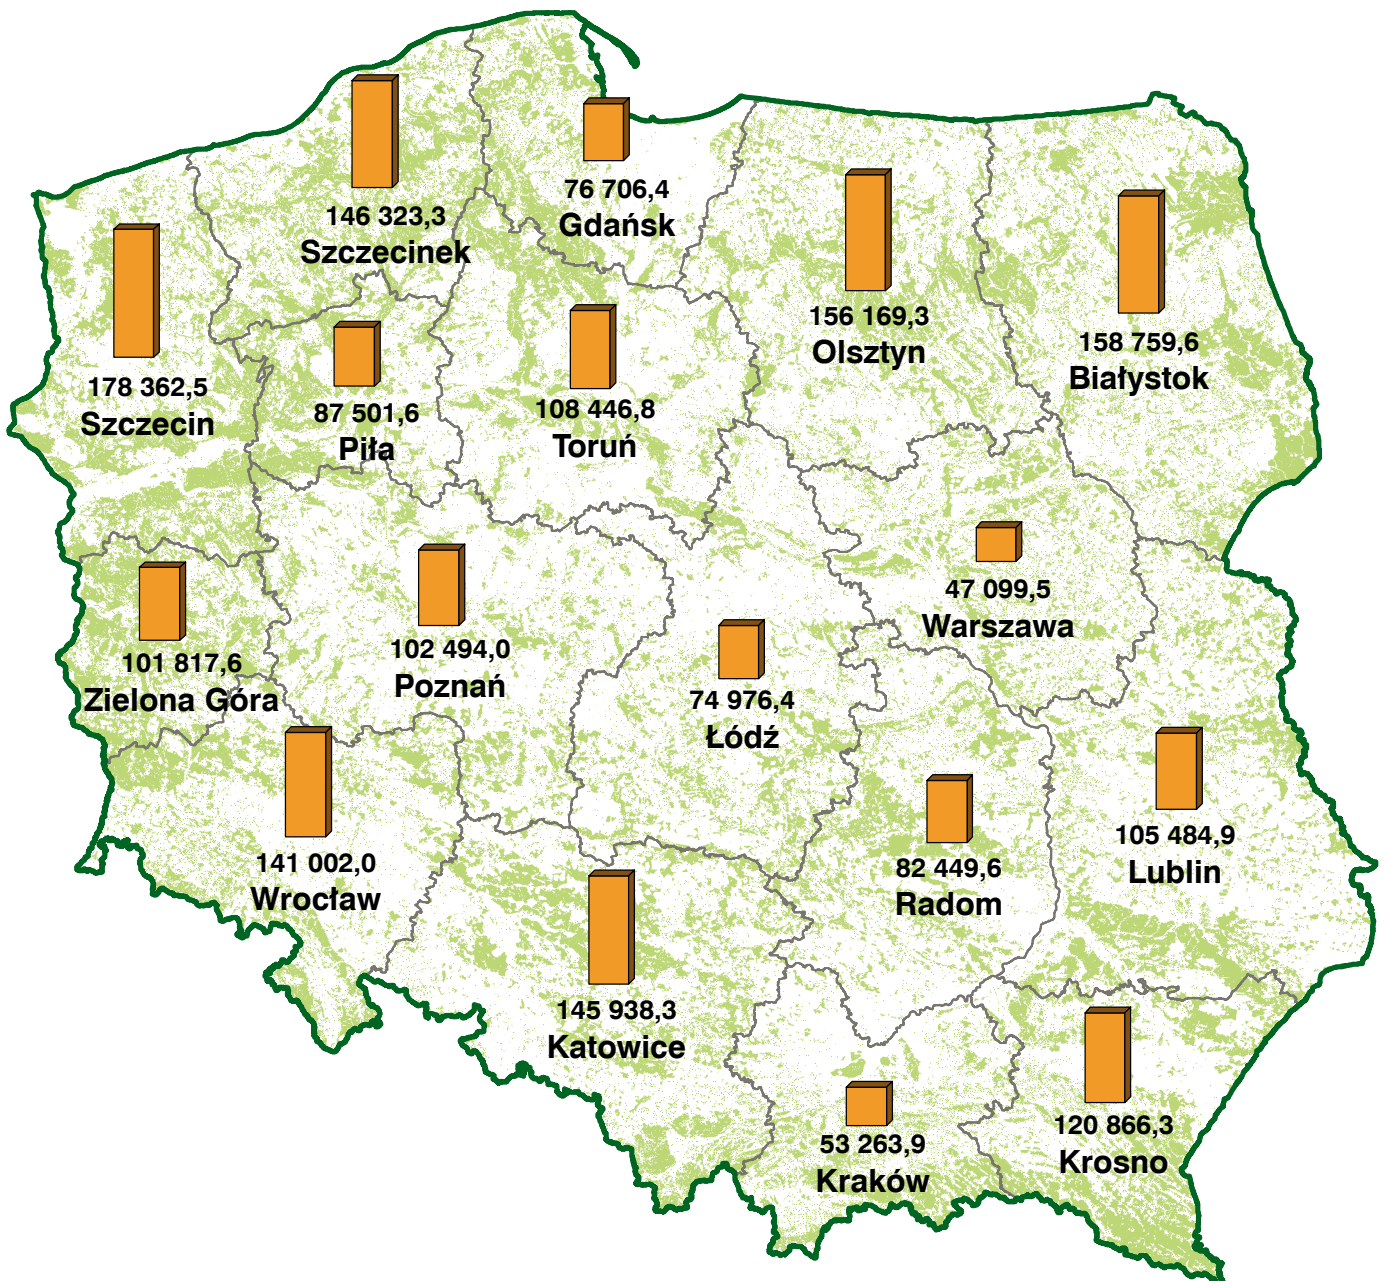 76 706,4
Gdańsk
146 323,3
Szczecinek
156 169,3
Olsztyn
158 759,6
Białystok
178 362,5
Szczecin
87 501,6
Piła
108 446,8
Toruń
47 099,5
Warszawa
102 494,0
Poznań
101 817,6
Zielona Góra
74 976,4
Łódź
141 002,0
Wrocław
82 449,6
Radom
105 484,9
Lublin
145 938,3
Katowice
53 263,9
Kraków
120 866,3
Krosno